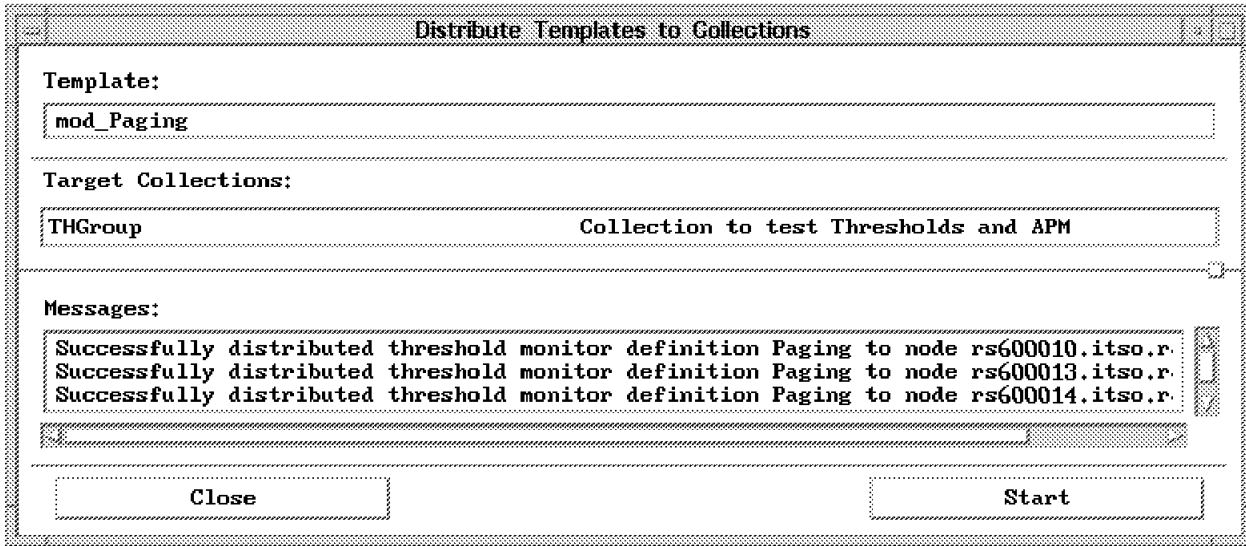 Distribute Templates to Collections
Template:
mod_Paging
Target Collections:
THGroup Collection to test Thresholds and APM
Messages:
Successfully distributed threshold monitor definition Paging to node rs600010.itso.r
Successfully distributed threshold monitor definition Paging to node rs600013.itso.r
Successfully distributed threshold monitor definition Paging to node rs600014.itso.r
Close Start